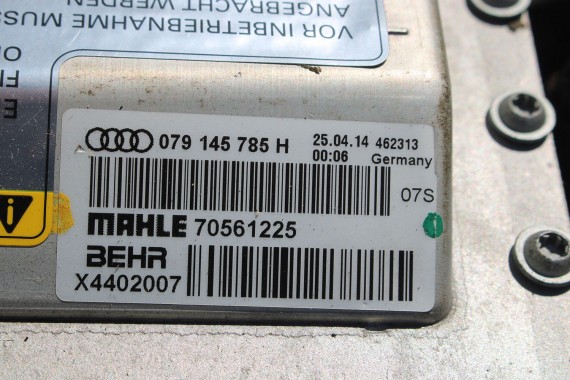 VOR INBETRIEBNAHME MUSS
ANGEBRACHT WERDEN
079 145 785 H
25.04.14 462313
00:06 Germany
07S
MAHLE 70561225
BEHR
X4402007